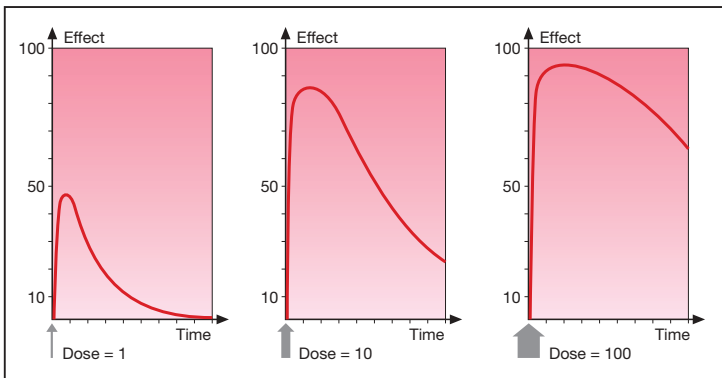 Effect
100
50
10
Time
Dose = 1
Effect
100
50
10
Time
Dose = 10
Effect
100
50
10
Time
Dose = 100